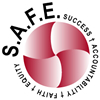 S.A.F.E.
SUCCESS † ACCOUNTABILITY † FAITH † EQUITY